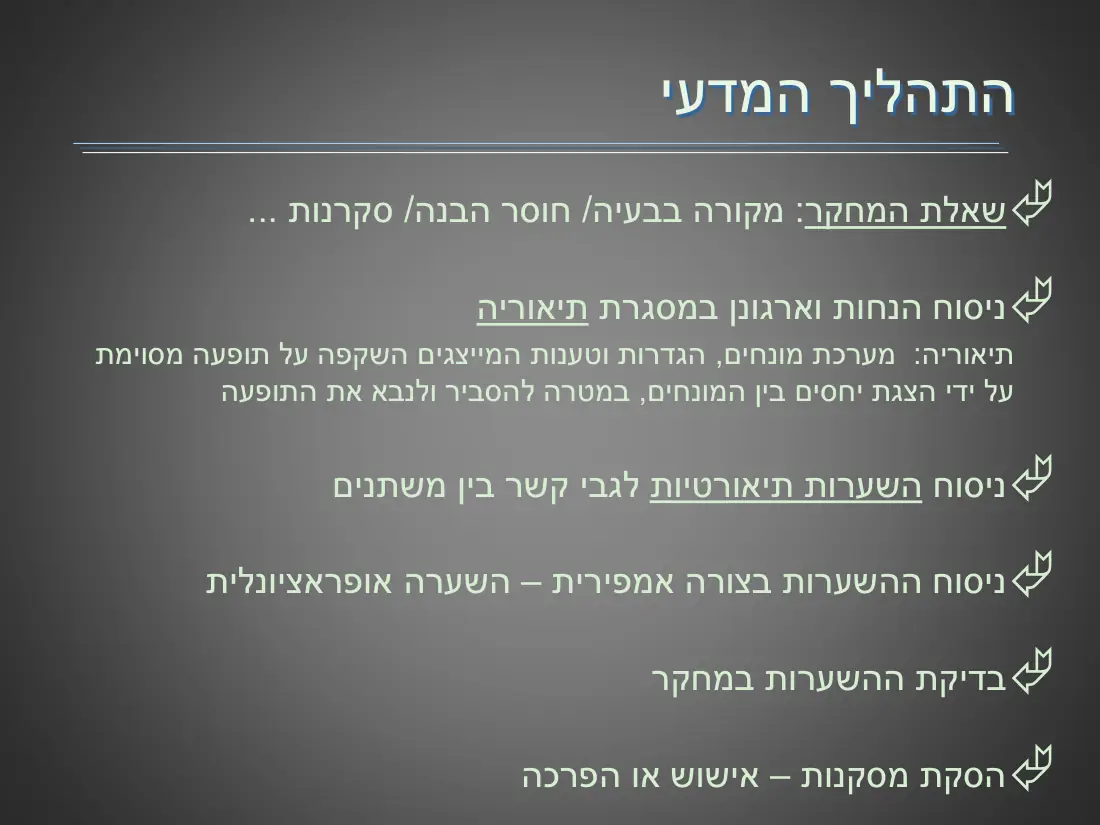 התהליך המדעי
שאלת המחקר: מקורה בבעיה/ חוסר הבנה/ סקרנות ...
ניסוח הנחות וארגונן במסגרת תיאוריה
תיאוריה: מערכת מונחים, הגדרות וטענות המייצגים השקפה על תופעה מסוימת
על ידי הצגת יחסים בין המונחים, במטרה להסביר ולנבא את התופעה
ניסוח השערות תיאורטיות לגבי קשר בין משתנים
ניסוח ההשערות בצורה אמפירית – השערה אופראציונלית
בדיקת ההשערות במחקר
הסקת מסקנות – אישוש או הפרכה